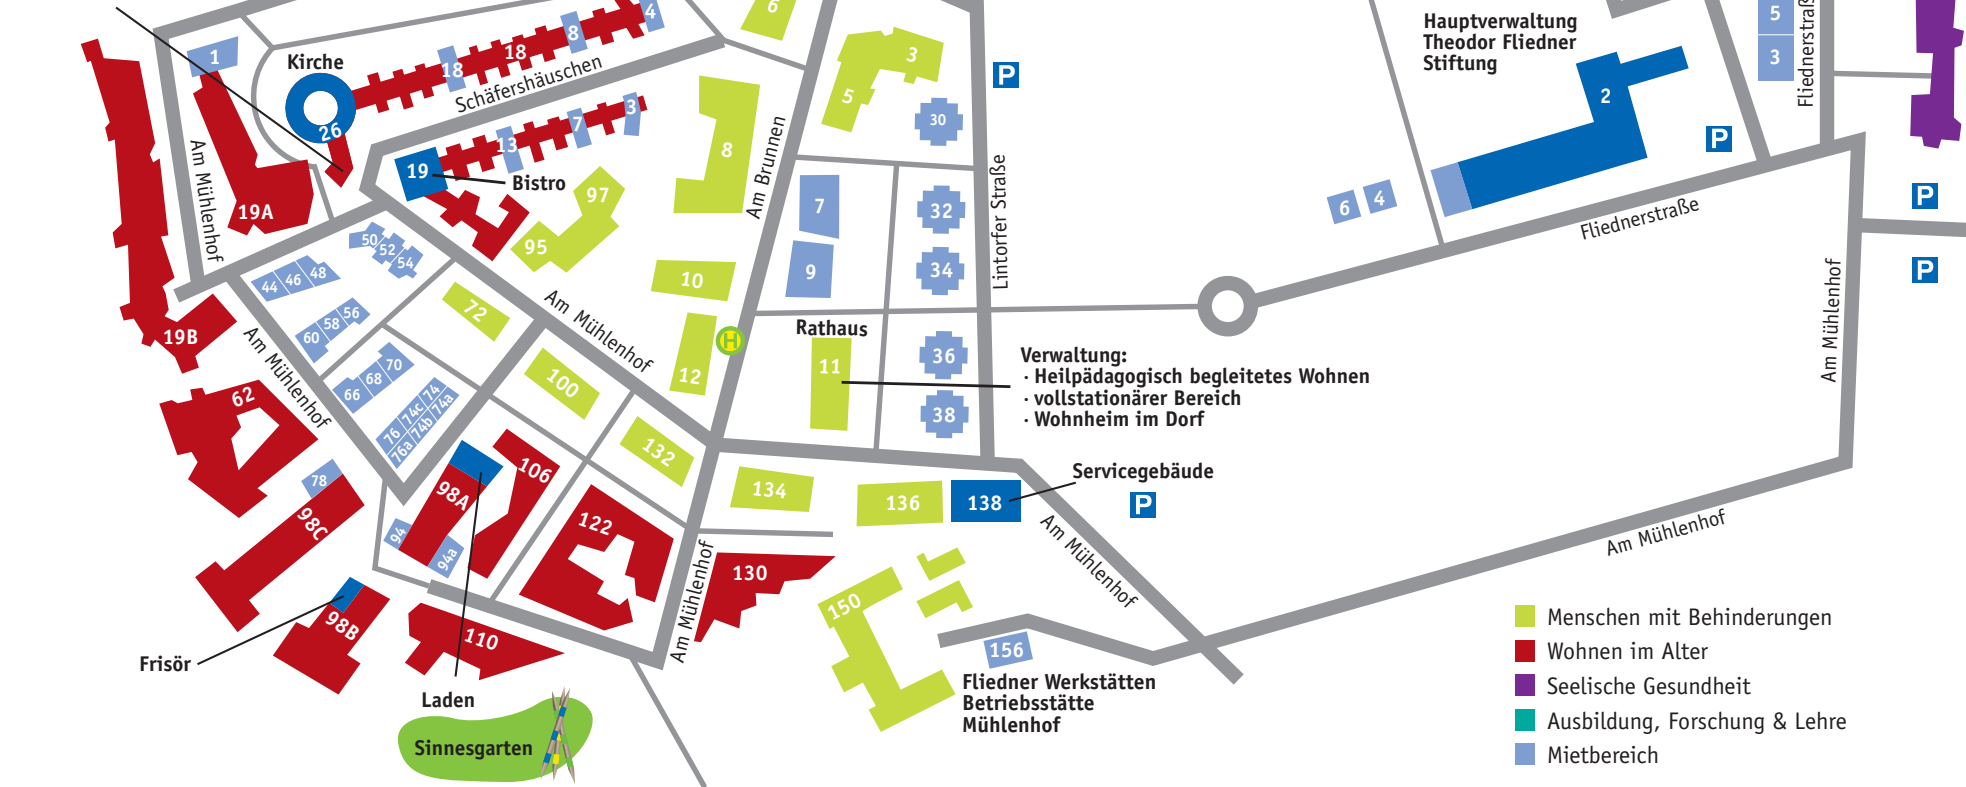 6
4
8
18
18
1
Kirche
26
Schäfershäuschen
3
7
13
19
Bistro
Am Mühlenhof
19A
97
95
8
Am Brunnen
3
5
30
P
Lintorfer Straße
7
9
32
34
36
38
10
12
H
Rathaus
11
Verwaltung:
· Heilpädagogisch begleitetes Wohnen
· vollstationärer Bereich
· Wohnheim im Dorf
Hauptverwaltung
Theodor Fliedner
Stiftung
2
6
4
P
5
3
Fliednerstraße
P
P
Am Mühlenhof
Am Mühlenhof
50
52
54
44
46
48
56
58
60
66
68
70
72
74
74a
74c
74b
76
76a
Am Mühlenhof
Am Mühlenhof
19B
62
78
98C
98A
94
94a
106
100
132
122
134
136
138
Servicegebäude
P
Am Mühlenhof
Am Mühlenhof
130
150
156
Fliedner Werkstätten
Betriebsstätte
Mühlenhof
98B
110
Frisör
Laden
Sinnesgarten
Menschen mit Behinderungen
Wohnen im Alter
Seelische Gesundheit
Ausbildung, Forschung & Lehre
Mietbereich